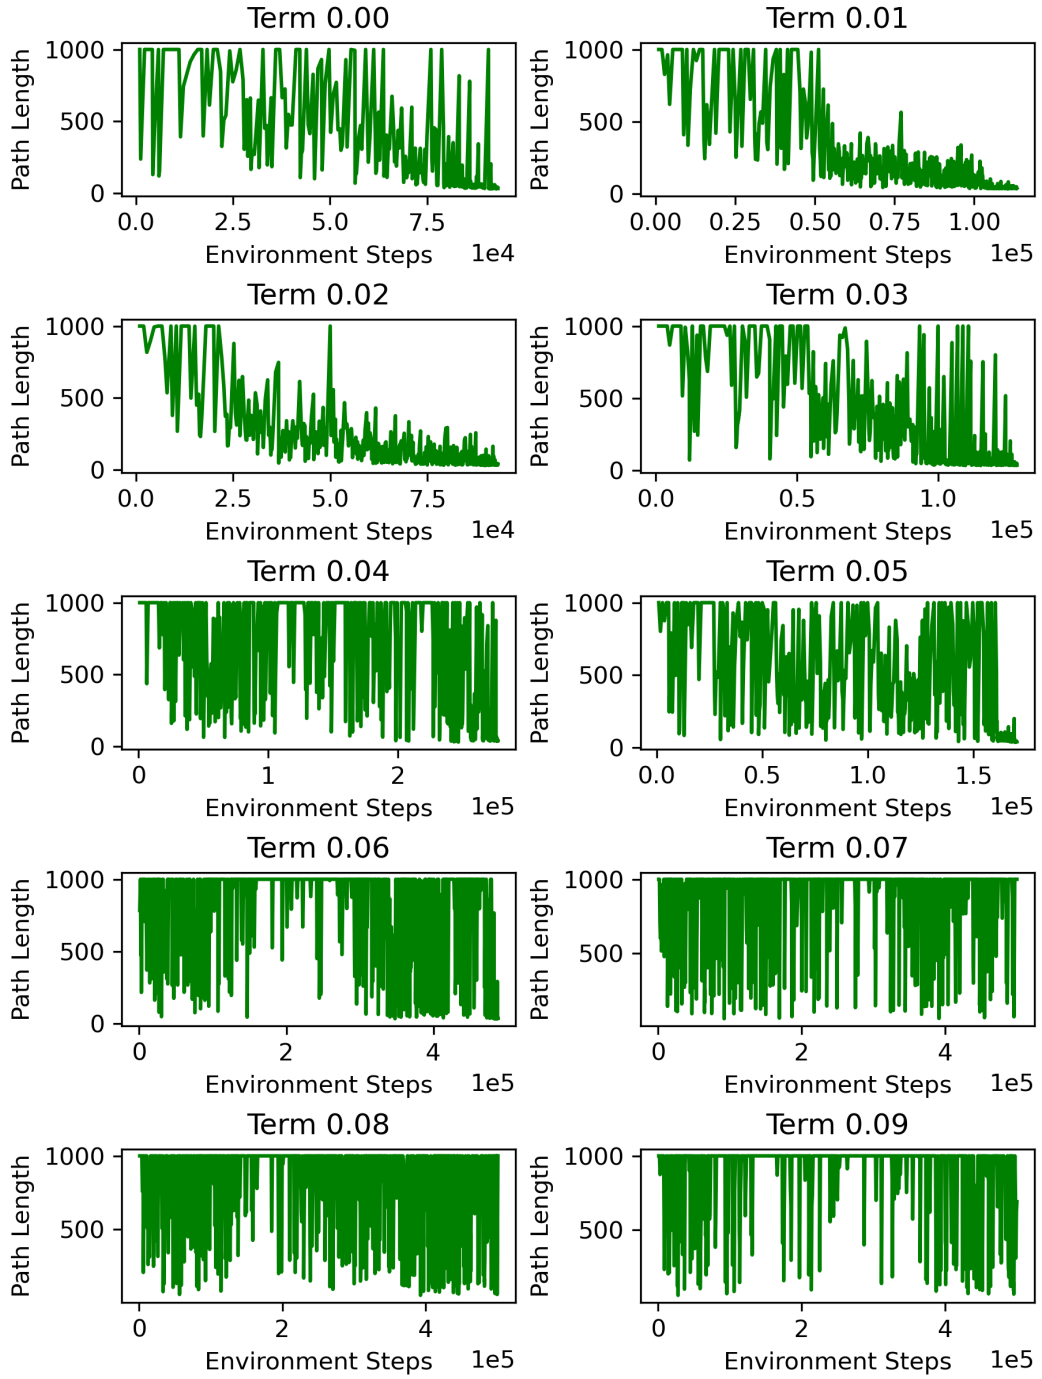 Term 0.00
Term 0.01
1000
500
0
Path Length
0.0 2.5 5.0 7.5
Environment Steps 1e4
1000
500
0
Path Length
0.00 0.25 0.50 0.75 1.00
Environment Steps 1e5
Term 0.02
Term 0.03
1000
500
0
Path Length
0.0 2.5 5.0 7.5
Environment Steps 1e4
1000
500
0
Path Length
0.0 0.5 1.0
Environment Steps 1e5
Term 0.04
Term 0.05
1000
500
0
Path Length
0 1 2
Environment Steps 1e5
1000
500
0
Path Length
0.0 0.5 1.0 1.5
Environment Steps 1e5
Term 0.06
Term 0.07
1000
500
0
Path Length
0 2 4
Environment Steps 1e5
1000
500
Path Length
0 2 4
Environment Steps 1e5
Term 0.08
Term 0.09
1000
500
Path Length
0 2 4
Environment Steps 1e5
1000
500
Path Length
0 2 4
Environment Steps 1e5